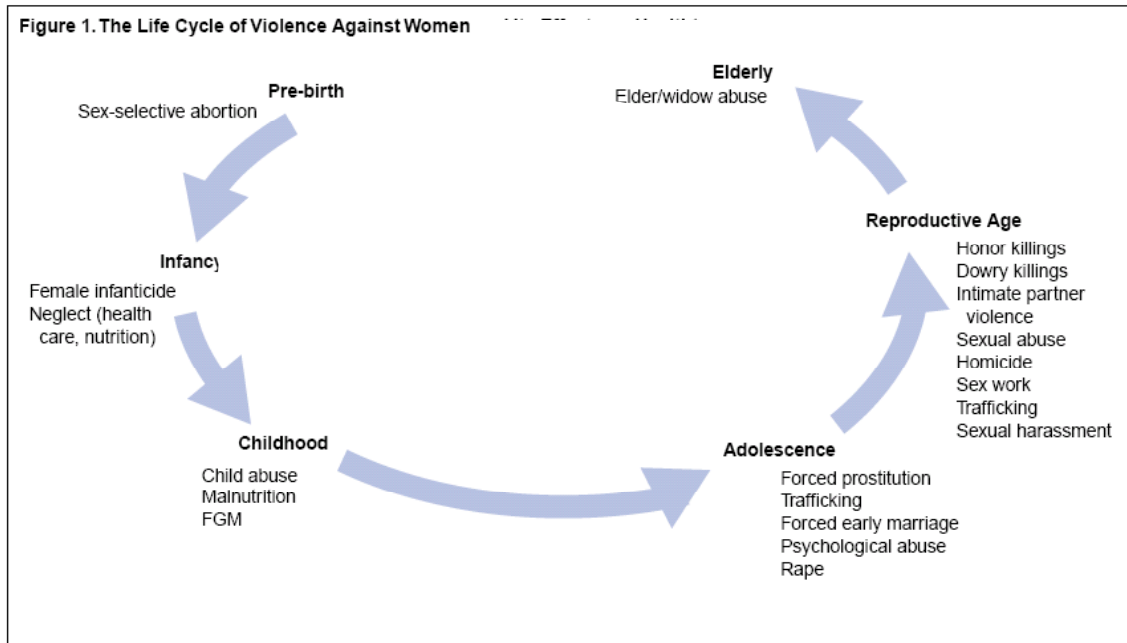 Figure 1. The Life Cycle of Violence Against Women
Pre-birth
Sex-selective abortion
Infancy
Female infanticide
Neglect (health
care, nutrition)
Childhood
Child abuse
Malnutrition
FGM
Adolescence
Forced prostitution
Trafficking
Forced early marriage
Psychological abuse
Rape
Reproductive Age
Honor killings
Dowry killings
Intimate partner
violence
Sexual abuse
Homicide
Sex work
Trafficking
Sexual harassment
Elderly
Elder/widow abuse